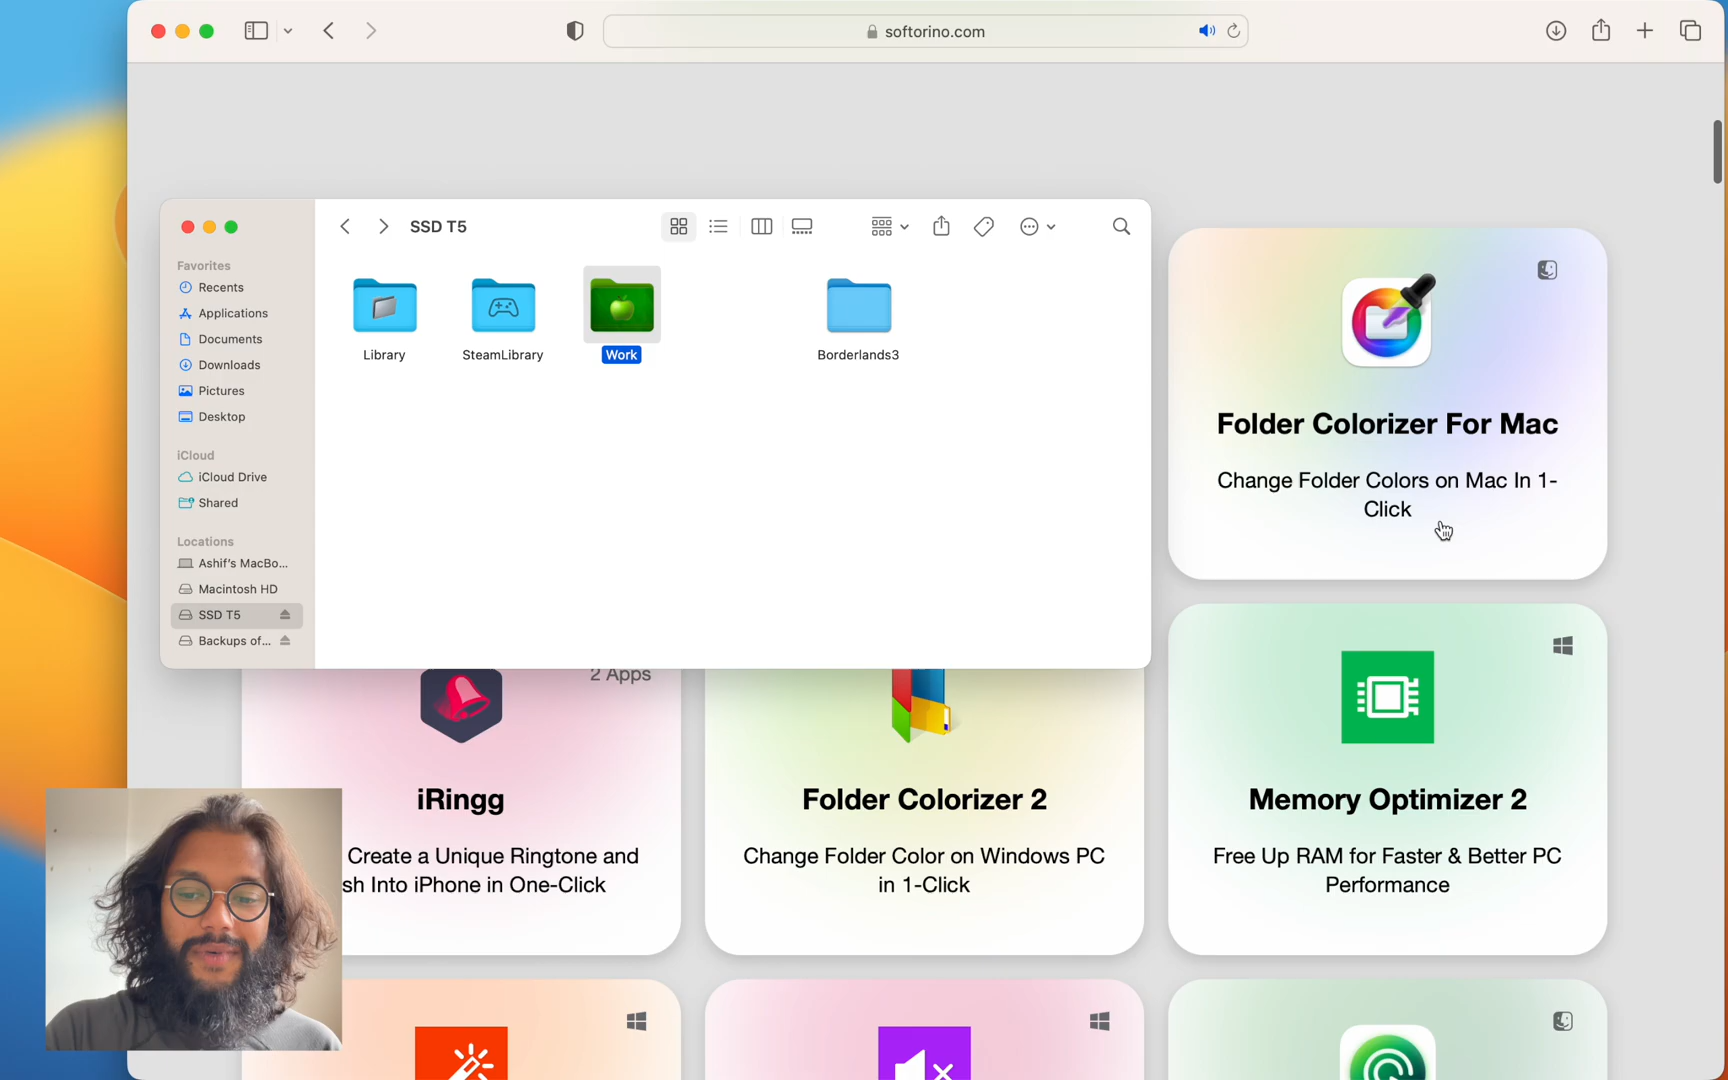 softorino.com
SSD T5
Favorites
Recents
Applications
Documents
Downloads
Pictures
Desktop
iCloud
iCloud Drive
Shared
Locations
Ashif's MacBo...
Macintosh HD
SSD T5
Backups of...
Library
SteamLibrary
Work
Borderlands3
Folder Colorizer For Mac
Change Folder Colors on Mac In 1-
Click
2 Apps
iRingg
Create a Unique Ringtone and
sh Into iPhone in One-Click
Folder Colorizer 2
Change Folder Color on Windows PC
in 1-Click
Memory Optimizer 2
Free Up RAM for Faster & Better PC
Performance